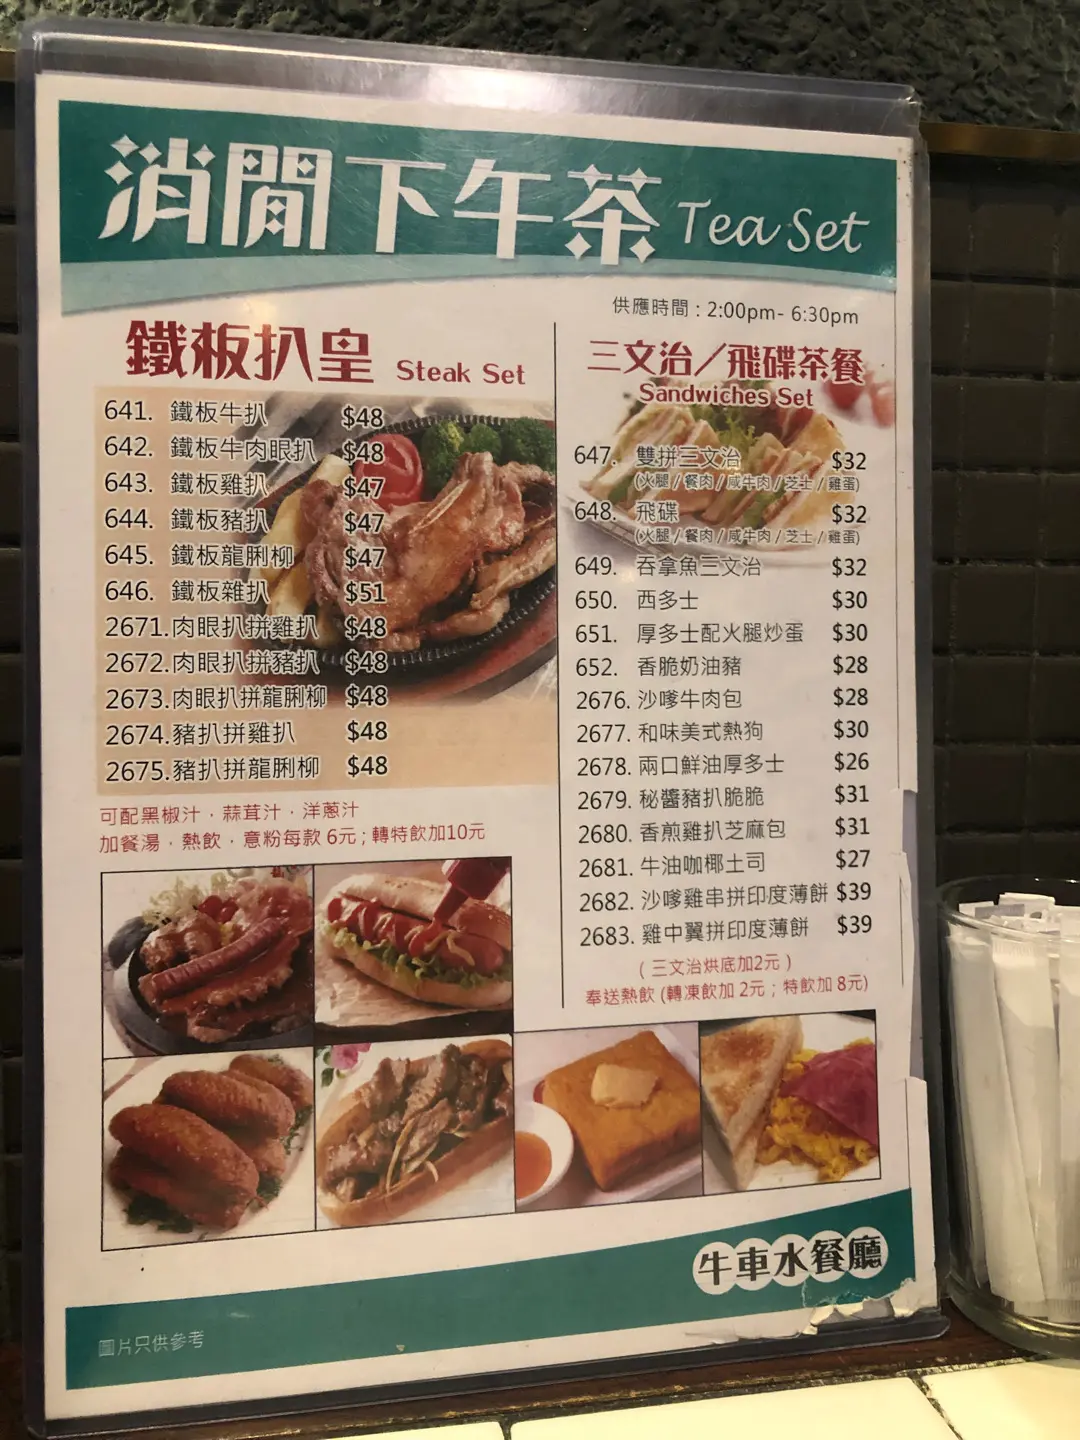 消閒下午茶 Tea Set
供應時間 : 2:00pm- 6:30pm
鐵板扒皇 Steak Set
641. 鐵板牛扒 $48
642. 鐵板牛肉眼扒 $48
643. 鐵板雞扒 $47
644. 鐵板豬扒 $47
645. 鐵板龍脷柳 $47
646. 鐵板雜扒 $51
2671.肉眼扒拼雞扒 $48
2672.肉眼扒拼豬扒 $48
2673.肉眼扒拼龍脷柳 $48
2674.豬扒拼雞扒 $48
2675.豬扒拼龍脷柳 $48
可配黑椒汁，蒜茸汁，洋蔥汁
加餐湯，熱飲，意粉每款 6元 ; 轉特飲加10元
三文治／飛碟茶餐
Sandwiches Set
647. 雙拼三文治 $32
(火腿 / 餐肉 / 咸牛肉 / 芝士 / 雞蛋)
648. 飛碟 $32
(火腿 / 餐肉 / 咸牛肉 / 芝士 / 雞蛋)
649. 吞拿魚三文治 $32
650. 西多士 $30
651. 厚多士配火腿炒蛋 $30
652. 香脆奶油豬 $28
2676. 沙嗲牛肉包 $28
2677. 和味美式熱狗 $30
2678. 兩口鮮油厚多士 $26
2679. 秘醬豬扒脆脆 $31
2680. 香煎雞扒芝麻包 $31
2681. 牛油咖椰土司 $27
2682. 沙嗲雞串拼印度薄餅 $39
2683. 雞中翼拼印度薄餅 $39
( 三文治烘底加2元 )
奉送熱飲 (轉凍飲加 2元 ; 特飲加 8元)
牛車水餐廳
圖片只供參考